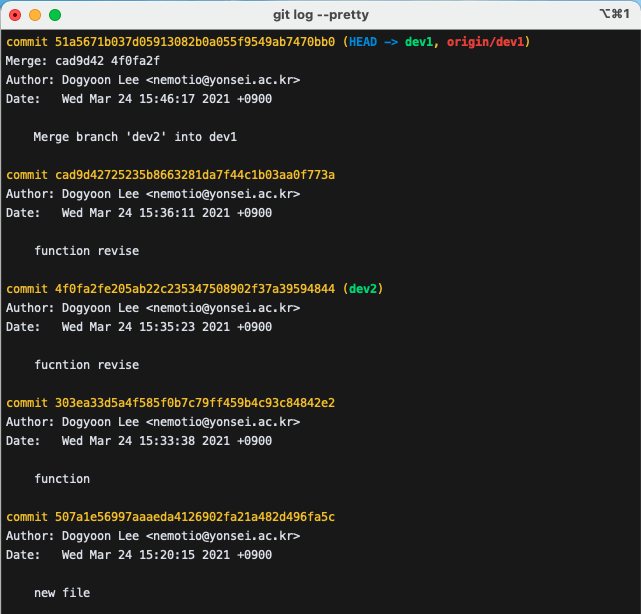 git log --pretty
⌥⌘1
commit 51a5671b037d05913082b0a055f9549ab7470bb0 (HEAD -> dev1, origin/dev1)
Merge: cad9d42 4f0fa2f
Author: Dogyoon Lee <nemotio@yonsei.ac.kr>
Date:   Wed Mar 24 15:46:17 2021 +0900
Merge branch 'dev2' into dev1
commit cad9d42725235b8663281da7f44c1b03aa0f773a
Author: Dogyoon Lee <nemotio@yonsei.ac.kr>
Date:   Wed Mar 24 15:36:11 2021 +0900
function revise
commit 4f0fa2fe205ab22c235347508902f37a39594844 (dev2)
Author: Dogyoon Lee <nemotio@yonsei.ac.kr>
Date:   Wed Mar 24 15:35:23 2021 +0900
fucntion revise
commit 303ea33d5a4f585f0b7c79ff459b4c93c84842e2
Author: Dogyoon Lee <nemotio@yonsei.ac.kr>
Date:   Wed Mar 24 15:33:38 2021 +0900
function
commit 507a1e56997aaaeda4126902fa21a482d496fa5c
Author: Dogyoon Lee <nemotio@yonsei.ac.kr>
Date:   Wed Mar 24 15:20:15 2021 +0900
new file